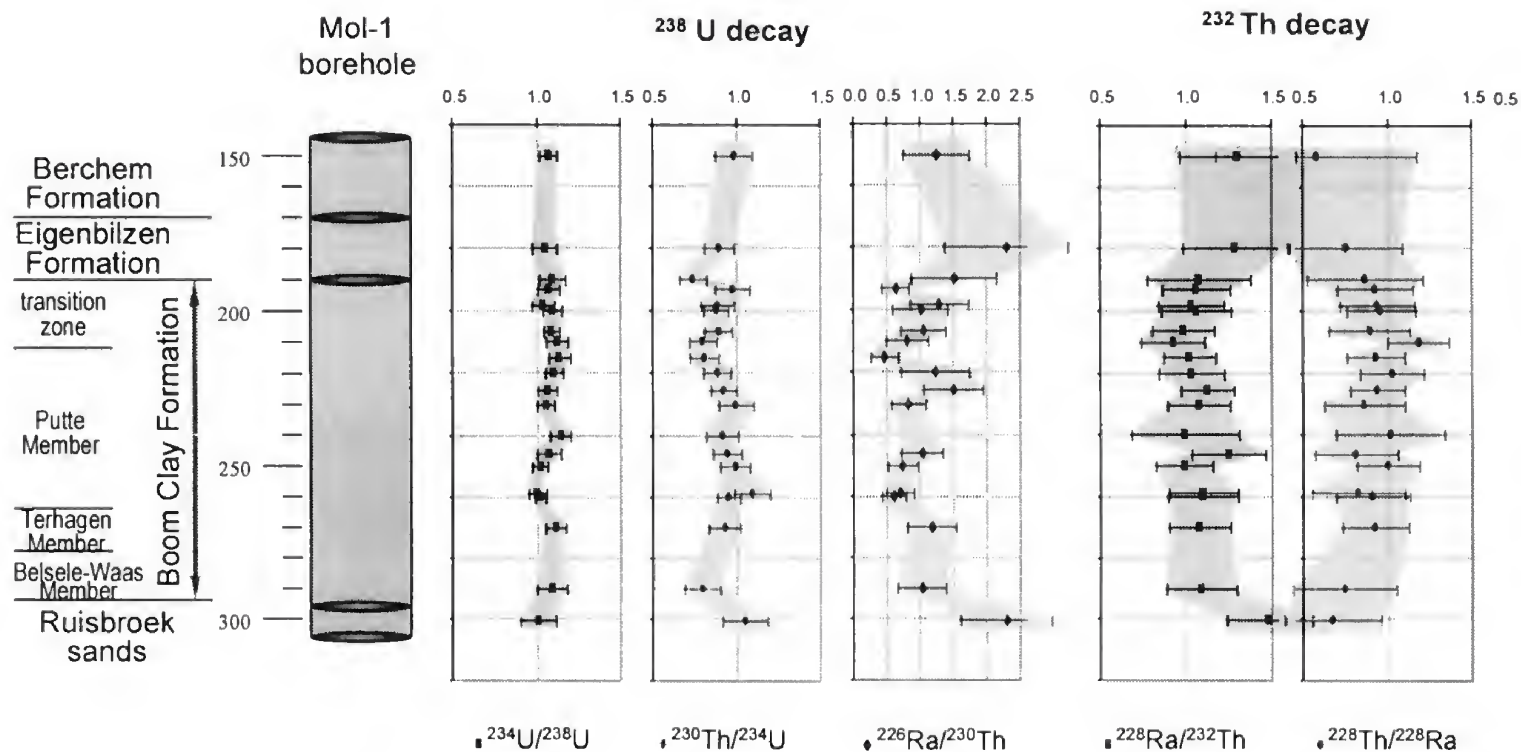 Mol-1
borehole
²³⁸ U decay
²³² Th decay
0.5 1.0 1.5 0.5 1.0 1.5 0.0 0.5 1.0 1.5 2.0 2.5 0.5 1.0 1.5 0.5 1.0 1.5 0.5
150
200
250
300
Berchem
Formation
Eigenbilzen
Formation
transition
zone
Putte
Member
Terhagen
Member
Belsele-Waas
Member
Ruisbroek
sands
Boom Clay Formation
²³⁴U/²³⁸U
²³⁰Th/²³⁴U
²²⁶Ra/²³⁰Th
²²⁸Ra/²³²Th
²²⁸Th/²²⁸Ra